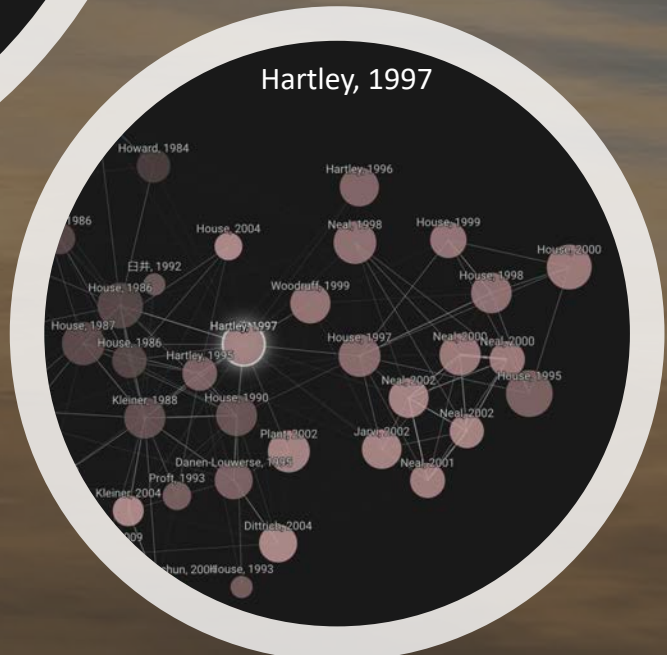 Hartley, 1997
Howard, 1984
Hartley, 1996
1986
House, 2004
Neal, 1998
House, 1999
House, 2000
臼井, 1992
House, 1986
Woodruff, 1999
House, 1998
House, 1987
House, 1986
Hartley, 1997
Hartley, 1995
House, 1997
Neal, 2000
Neal, 2000
House, 1995
Kleiner, 1988
House, 1990
Neal, 2002
Neal, 2002
Plant, 2002
Jarvi, 2002
Danen-Louwerse, 1995
Neal, 2001
Proft, 1993
Kleiner, 2004
Dittrich, 2004
House, 1993